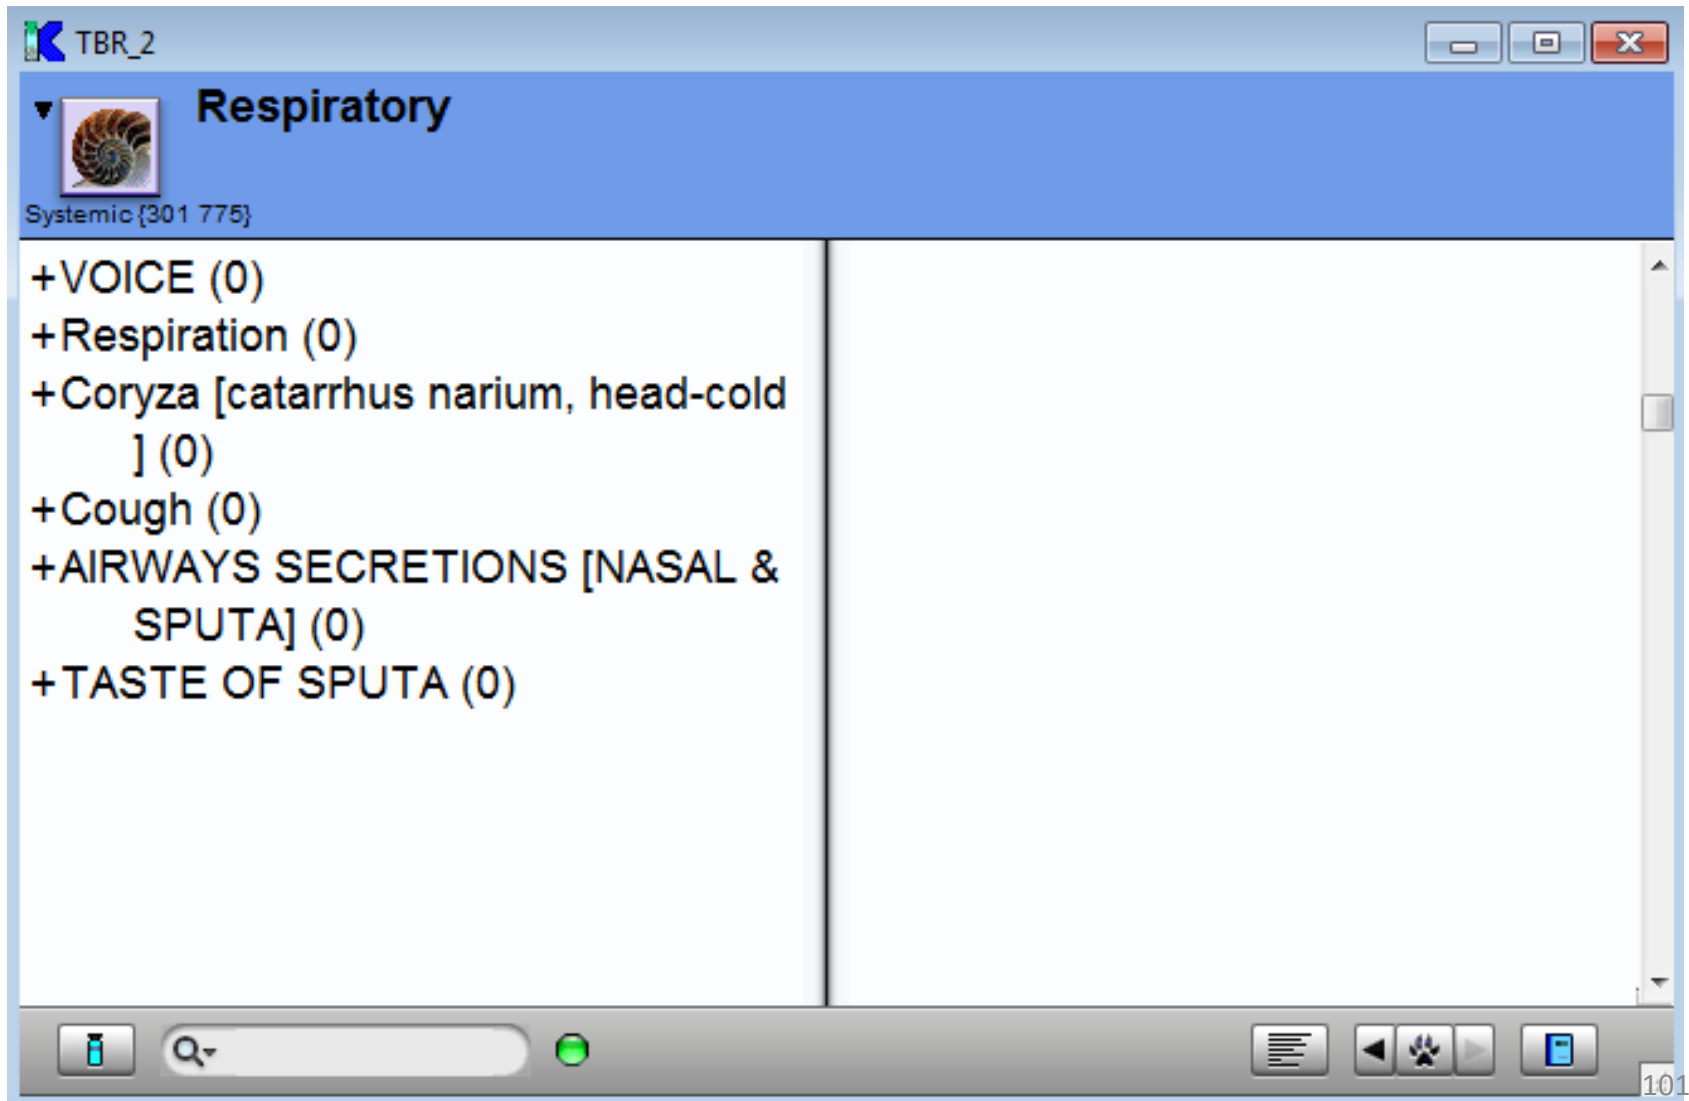 TBR_2
Respiratory
Systemic {301 775}
+VOICE (0)
+Respiration (0)
+Coryza [catarrhus narium, head-cold
] (0)
+Cough (0)
+AIRWAYS SECRETIONS [NASAL &
SPUTA] (0)
+TASTE OF SPUTA (0)
101